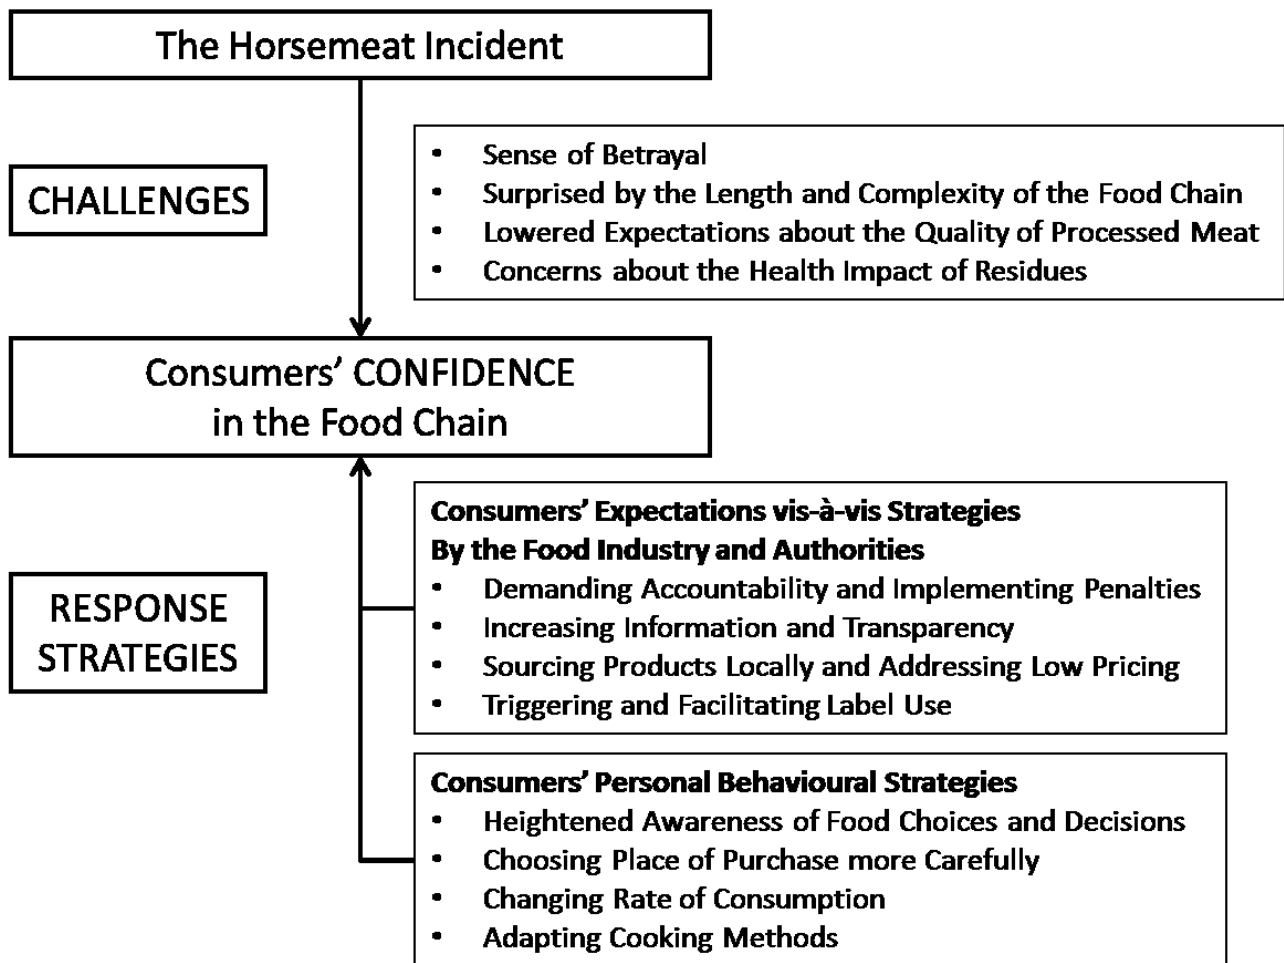 The Horsemeat Incident
CHALLENGES
• Sense of Betrayal
• Surprised by the Length and Complexity of the Food Chain
• Lowered Expectations about the Quality of Processed Meat
• Concerns about the Health Impact of Residues
Consumers’ CONFIDENCE
in the Food Chain
RESPONSE
STRATEGIES
Consumers’ Expectations vis-à-vis Strategies
By the Food Industry and Authorities
• Demanding Accountability and Implementing Penalties
• Increasing Information and Transparency
• Sourcing Products Locally and Addressing Low Pricing
• Triggering and Facilitating Label Use
Consumers’ Personal Behavioural Strategies
• Heightened Awareness of Food Choices and Decisions
• Choosing Place of Purchase more Carefully
• Changing Rate of Consumption
• Adapting Cooking Methods